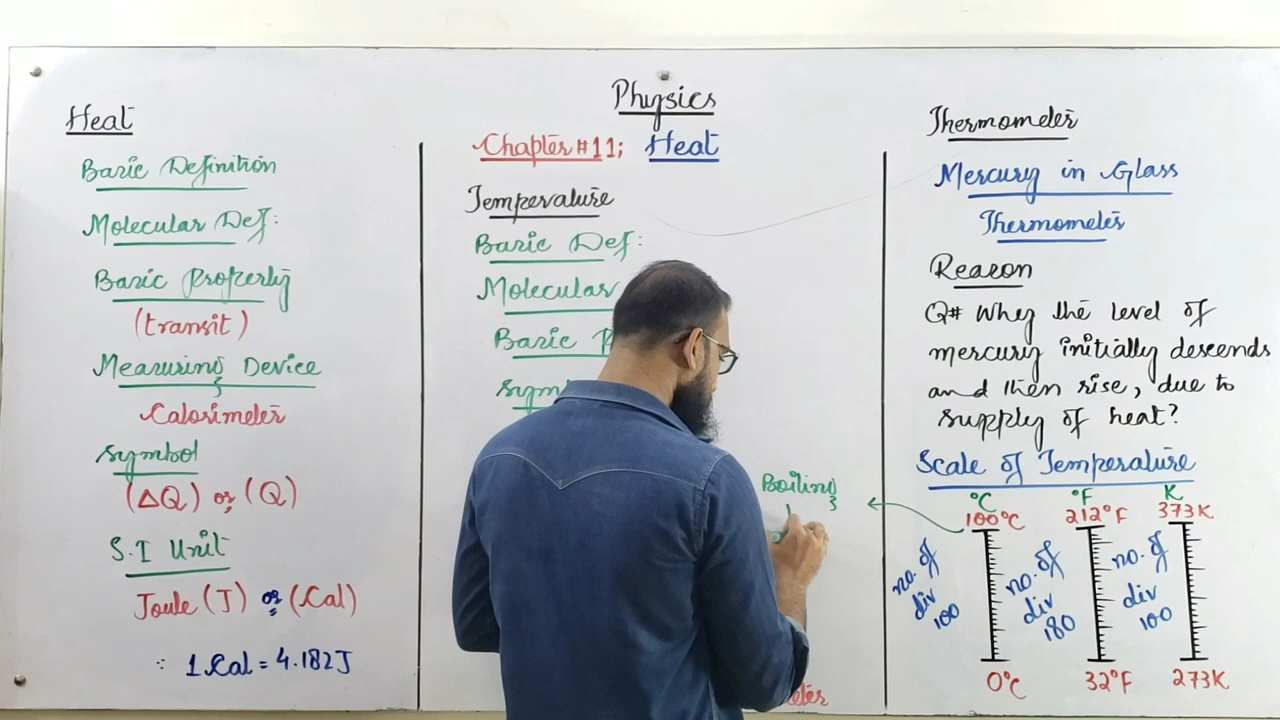 Physics
Chapter #11; Heat
Heat
Basic Definition
Molecular Def:
Basic Property
(transit)
Measuring Device
Calorimeter
Symbol
(ΔQ) or (Q)
S.I Unit
Joule (J) or (Cal)
∵ 1 Cal = 4.182J
Temperature
Basic Def:
Molecular
Basic
Boiling
Thermometer
Mercury in Glass
Thermometer
Reason
Q# Why the level of
mercury initially descends
and then rise, due to
supply of heat?
Scale of Temperature
°C °F K
100°C 212°F 373K
no. of div 100
no. of div 180
no. of div 100
0°C 32°F 273K